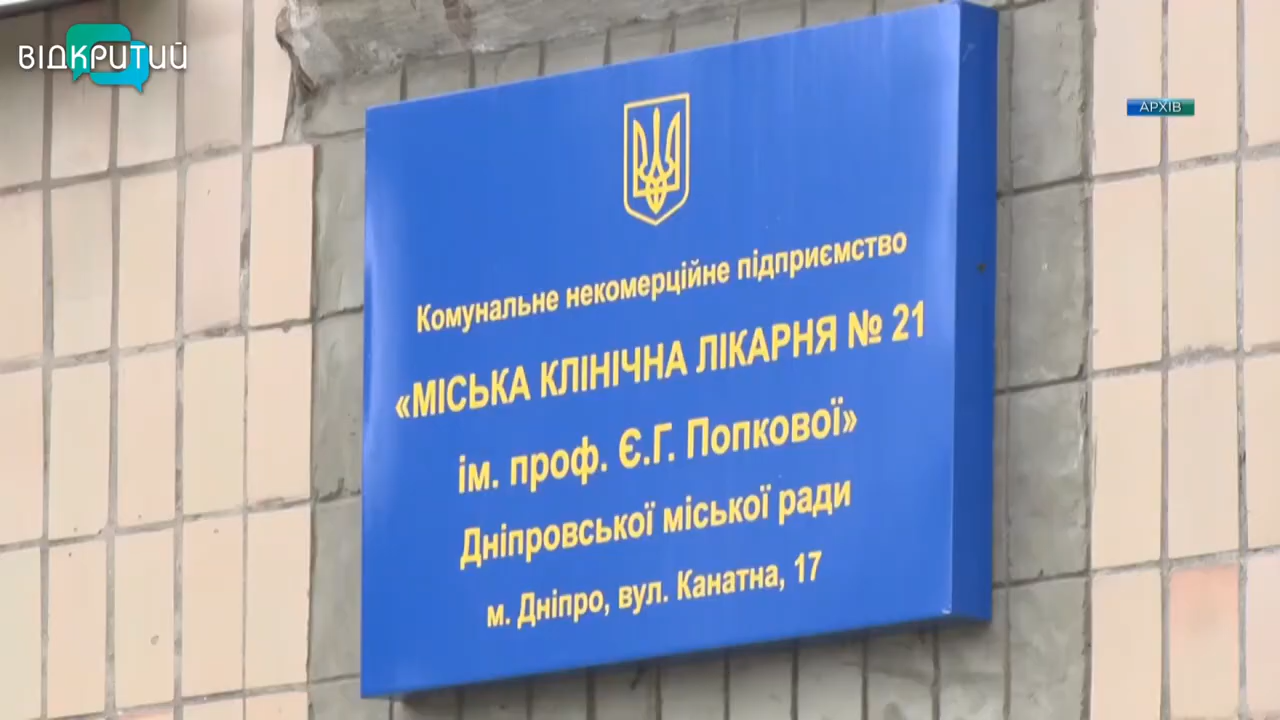 ВІДКРИТИЙ
АРХІВ
Комунальне некомерційне підприємство
«МІСЬКА КЛІНІЧНА ЛІКАРНЯ № 21
ім. проф. Є.Г. Попкової»
Дніпровської міської ради
м. Дніпро, вул. Канатна, 17